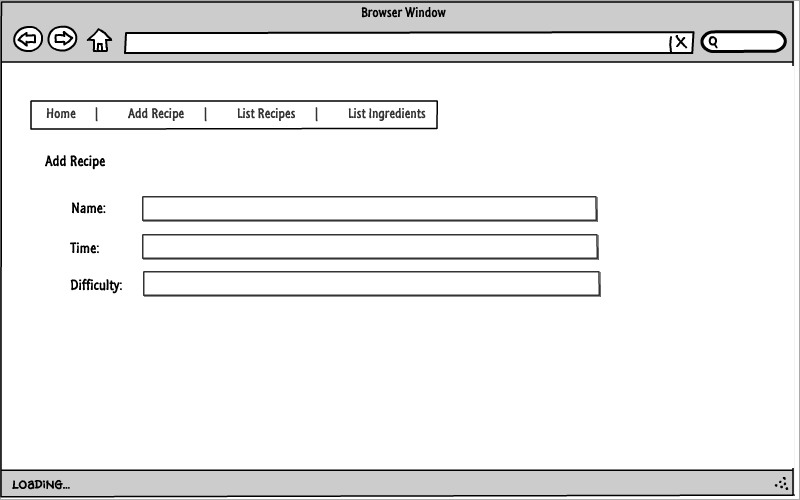 Browser Window
X
Home | Add Recipe | List Recipes | List Ingredients
Add Recipe
Name:
Time:
Difficulty:
LOADING...